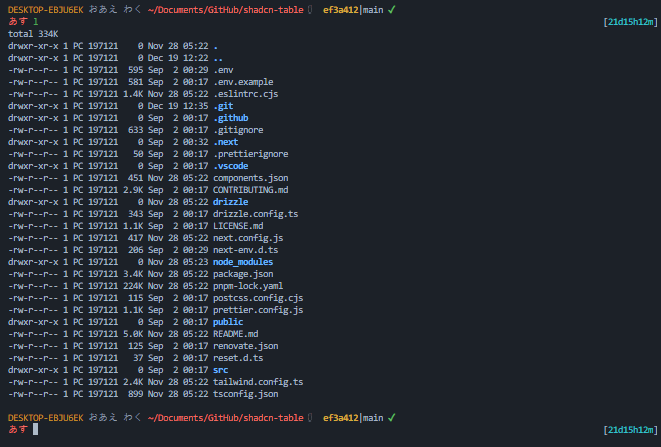 DESKTOP-EBJU6EK おあえ わく ~/Documents/GitHub/shadcn-table ef3a412|main ✓
あす l [21d15h12m]
total 334K
drwxr-xr-x 1 PC 197121 0 Nov 28 05:22 .
drwxr-xr-x 1 PC 197121 0 Dec 19 12:22 ..
-rw-r--r-- 1 PC 197121 595 Sep 2 00:29 .env
-rw-r--r-- 1 PC 197121 581 Sep 2 00:17 .env.example
-rw-r--r-- 1 PC 197121 1.4K Nov 28 05:22 .eslintrc.cjs
drwxr-xr-x 1 PC 197121 0 Dec 19 12:35 .git
drwxr-xr-x 1 PC 197121 0 Sep 2 00:17 .github
-rw-r--r-- 1 PC 197121 633 Sep 2 00:17 .gitignore
drwxr-xr-x 1 PC 197121 0 Sep 2 00:32 .next
-rw-r--r-- 1 PC 197121 50 Sep 2 00:17 .prettierignore
drwxr-xr-x 1 PC 197121 0 Sep 2 00:17 .vscode
-rw-r--r-- 1 PC 197121 451 Nov 28 05:22 components.json
-rw-r--r-- 1 PC 197121 2.9K Sep 2 00:17 CONTRIBUTING.md
drwxr-xr-x 1 PC 197121 0 Nov 28 05:22 drizzle
-rw-r--r-- 1 PC 197121 343 Sep 2 00:17 drizzle.config.ts
-rw-r--r-- 1 PC 197121 1.1K Sep 2 00:17 LICENSE.md
-rw-r--r-- 1 PC 197121 417 Nov 28 05:22 next.config.js
-rw-r--r-- 1 PC 197121 206 Sep 2 00:29 next-env.d.ts
drwxr-xr-x 1 PC 197121 0 Nov 28 05:23 node_modules
-rw-r--r-- 1 PC 197121 3.4K Nov 28 05:22 package.json
-rw-r--r-- 1 PC 197121 224K Nov 28 05:22 pnpm-lock.yaml
-rw-r--r-- 1 PC 197121 115 Sep 2 00:17 postcss.config.cjs
-rw-r--r-- 1 PC 197121 1.1K Sep 2 00:17 prettier.config.js
drwxr-xr-x 1 PC 197121 0 Sep 2 00:17 public
-rw-r--r-- 1 PC 197121 5.0K Nov 28 05:22 README.md
-rw-r--r-- 1 PC 197121 125 Sep 2 00:17 renovate.json
-rw-r--r-- 1 PC 197121 37 Sep 2 00:17 reset.d.ts
drwxr-xr-x 1 PC 197121 0 Sep 2 00:17 src
-rw-r--r-- 1 PC 197121 2.4K Nov 28 05:22 tailwind.config.ts
-rw-r--r-- 1 PC 197121 899 Nov 28 05:22 tsconfig.json
DESKTOP-EBJU6EK おあえ わく ~/Documents/GitHub/shadcn-table ef3a412|main ✓
あす [21d15h12m]